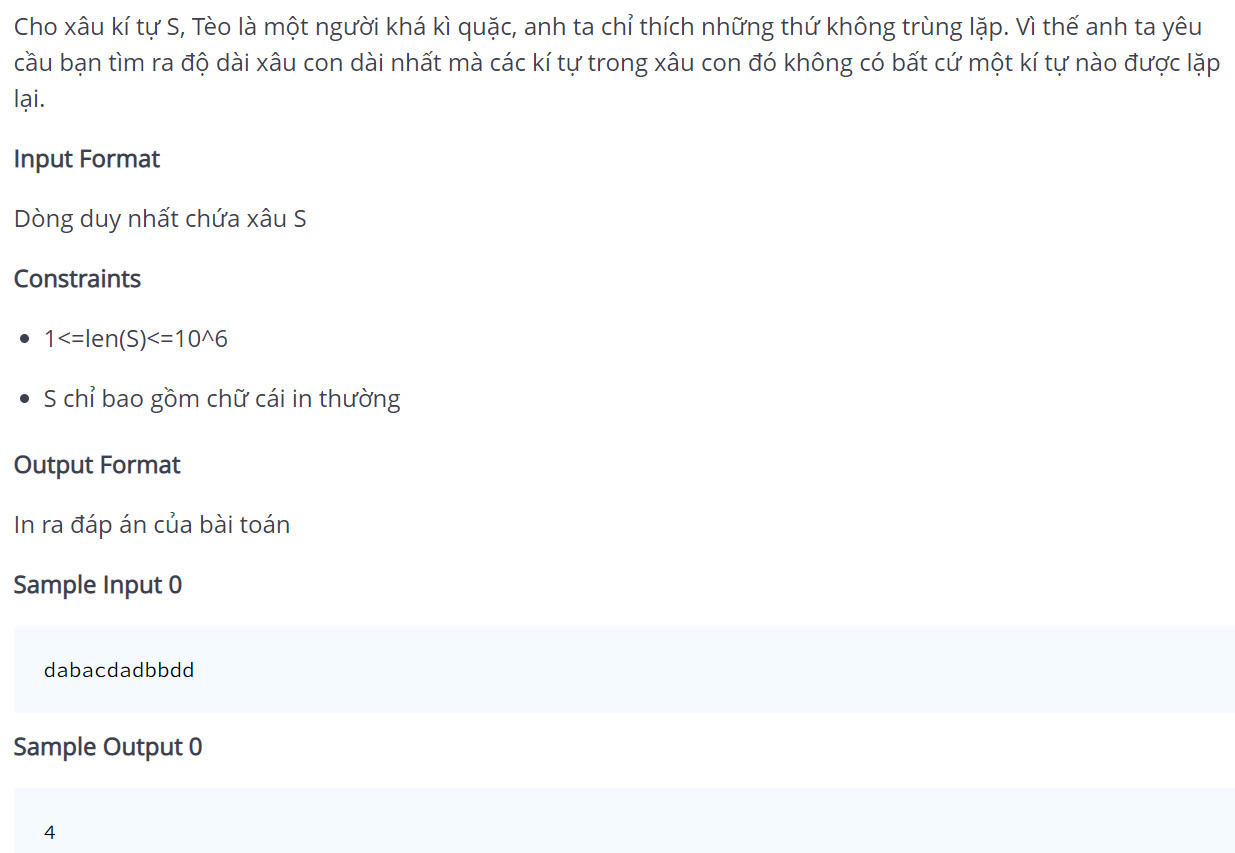 Cho xâu kí tự S, Tèo là một người khá kì quặc, anh ta chỉ thích những thứ không trùng lặp. Vì thế anh ta yêu
cầu bạn tìm ra độ dài xâu con dài nhất mà các kí tự trong xâu con đó không có bất cứ một kí tự nào được lặp
lại.
Input Format
Dòng duy nhất chứa xâu S
Constraints
• 1<=len(S)<=10^6
• S chỉ bao gồm chữ cái in thường
Output Format
In ra đáp án của bài toán
Sample Input 0
dabacdadbbdd
Sample Output 0
4